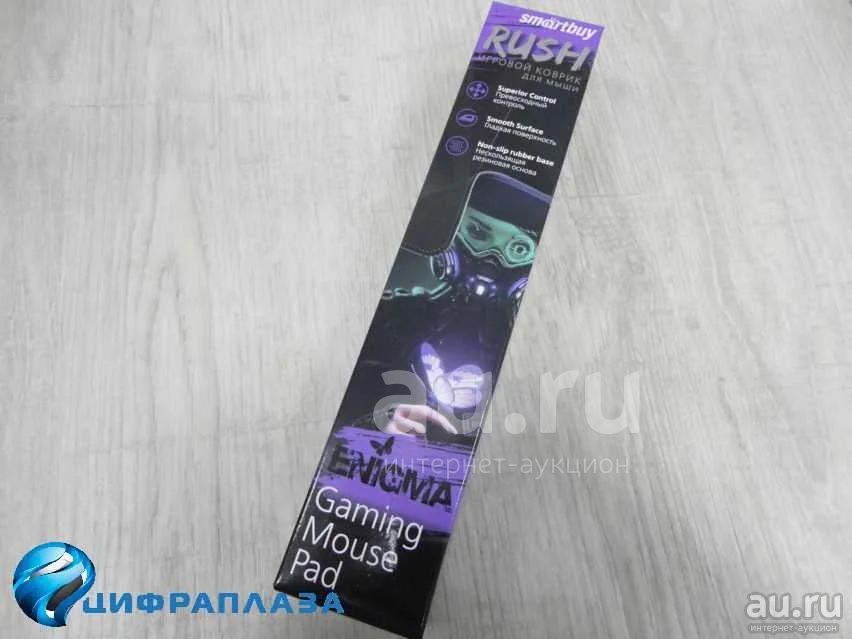 smartbuy
RUSH
ИГРОВОЙ КОВРИК
ДЛЯ МЫШИ
Superior Control
Превосходный
контроль
Smooth Surface
Гладкая поверхность
Non-slip rubber base
Нескользящая
резиновая основа
au.ru
интернет-аукцион
ENIGMA
Gaming
Mouse
Pad
ЦИФРАПЛАЗА
au.ru
интернет-аукцион